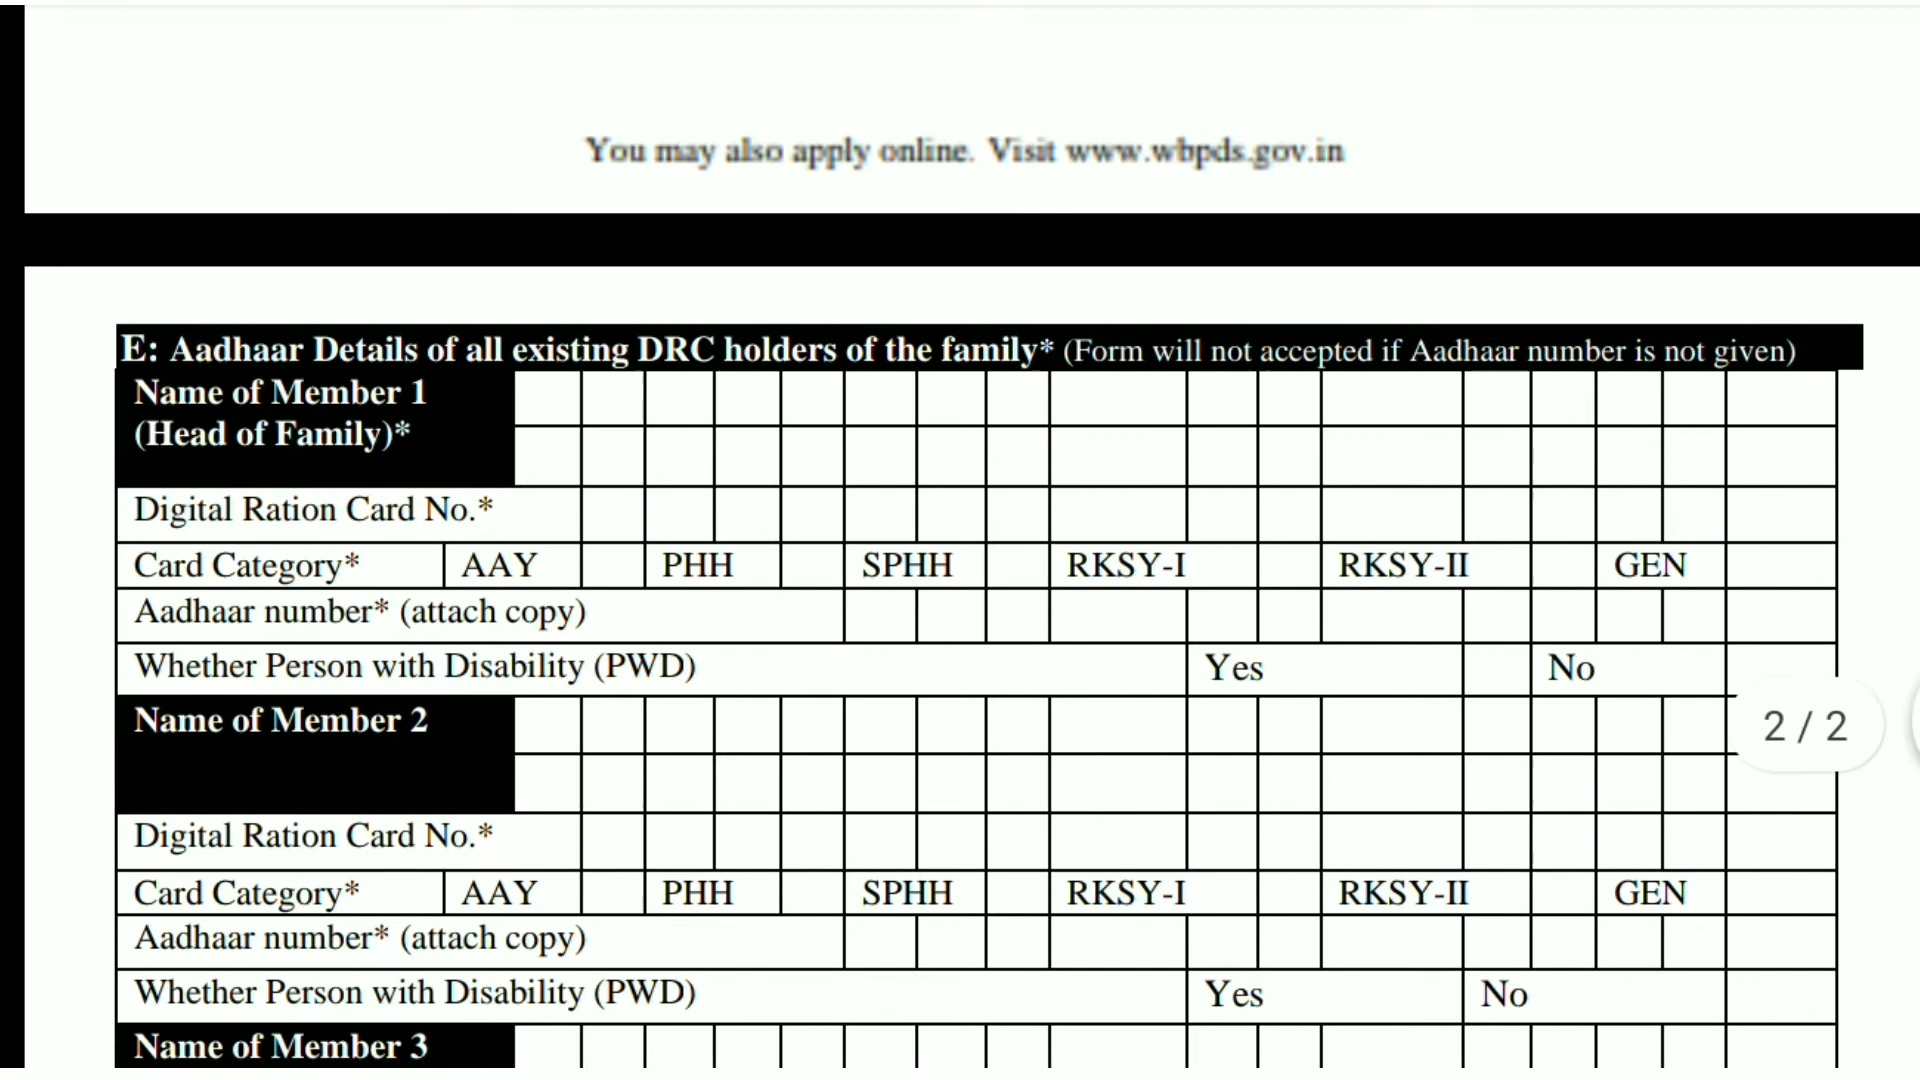 You may also apply online. Visit www.wbpds.gov.in
E: Aadhaar Details of all existing DRC holders of the family* (Form will not accepted if Aadhaar number is not given)
Name of Member 1
(Head of Family)*
Digital Ration Card No.*
Card Category* AAY PHH SPHH RKSY-I RKSY-II GEN
Aadhaar number* (attach copy)
Whether Person with Disability (PWD) Yes No
Name of Member 2
2 / 2
Digital Ration Card No.*
Card Category* AAY PHH SPHH RKSY-I RKSY-II GEN
Aadhaar number* (attach copy)
Whether Person with Disability (PWD) Yes No
Name of Member 3